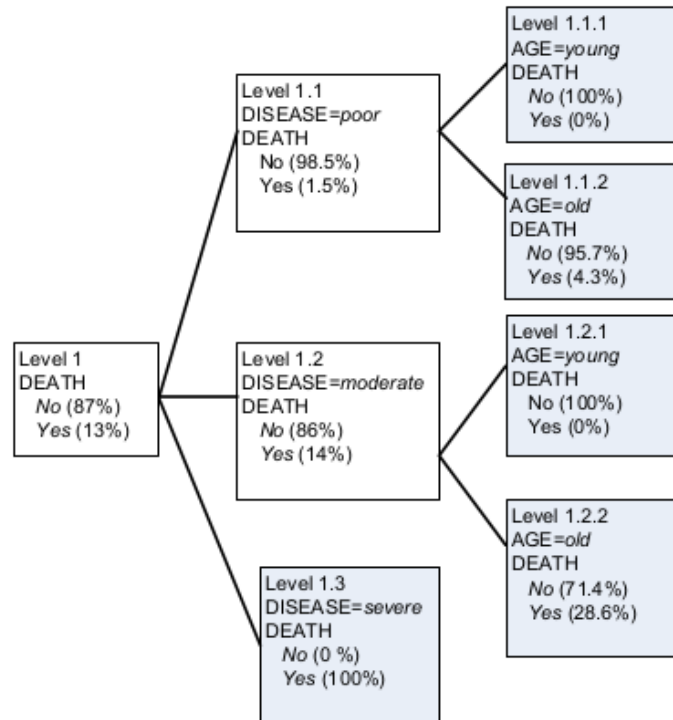 Level 1
DEATH
No (87%)
Yes (13%)
Level 1.1
DISEASE=poor
DEATH
No (98.5%)
Yes (1.5%)
Level 1.1.1
AGE=young
DEATH
No (100%)
Yes (0%)
Level 1.1.2
AGE=old
DEATH
No (95.7%)
Yes (4.3%)
Level 1.2
DISEASE=moderate
DEATH
No (86%)
Yes (14%)
Level 1.2.1
AGE=young
DEATH
No (100%)
Yes (0%)
Level 1.2.2
AGE=old
DEATH
No (71.4%)
Yes (28.6%)
Level 1.3
DISEASE=severe
DEATH
No (0 %)
Yes (100%)